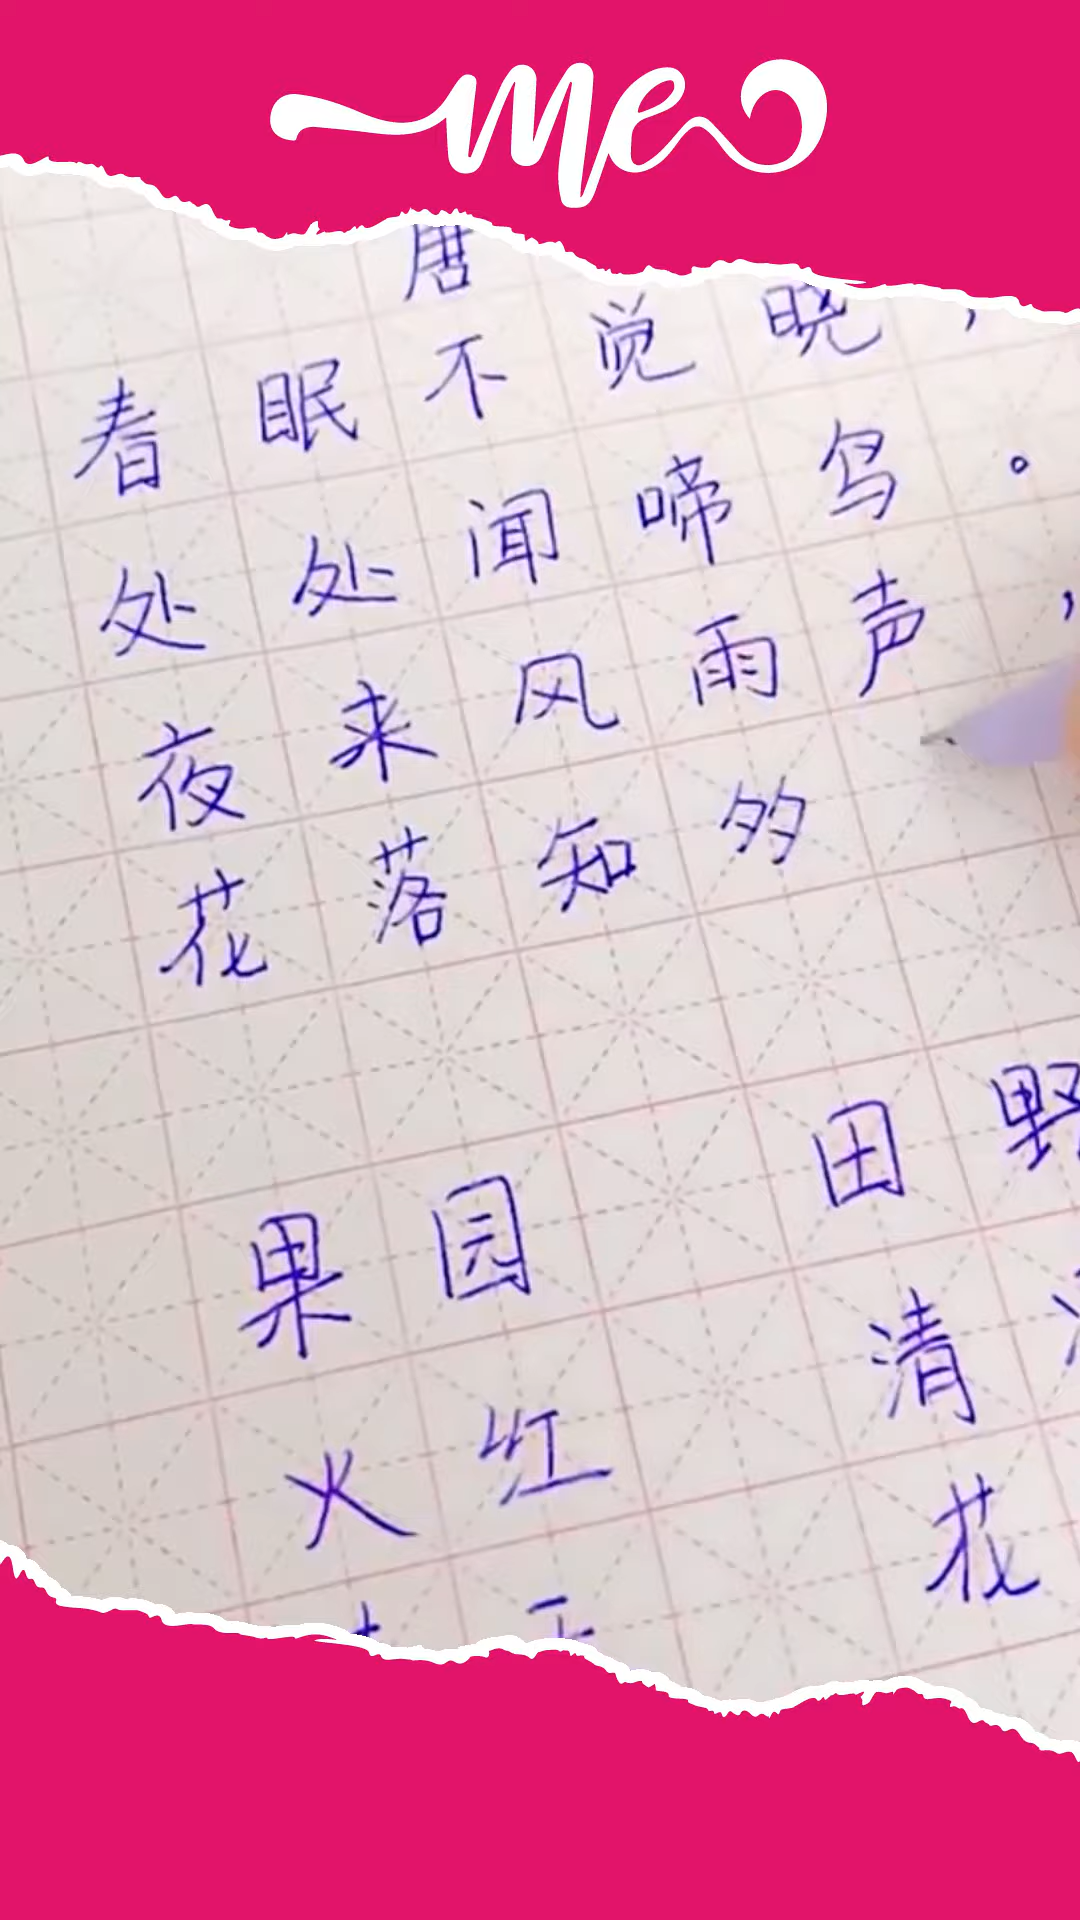 me
唐
春眠不觉晓，
处处闻啼鸟。
夜来风雨声，
花落知多
果园 田野
火红 清
花